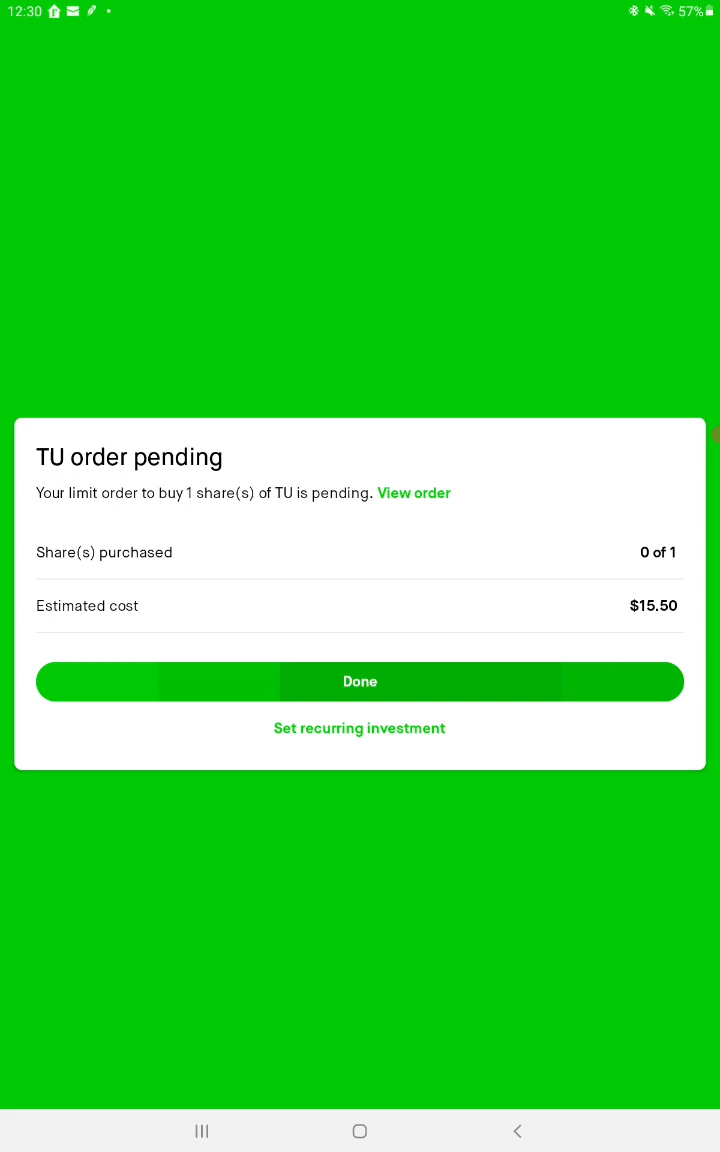 12:30
57%
TU order pending
Your limit order to buy 1 share(s) of TU is pending. View order
Share(s) purchased
0 of 1
Estimated cost
$15.50
Done
Set recurring investment